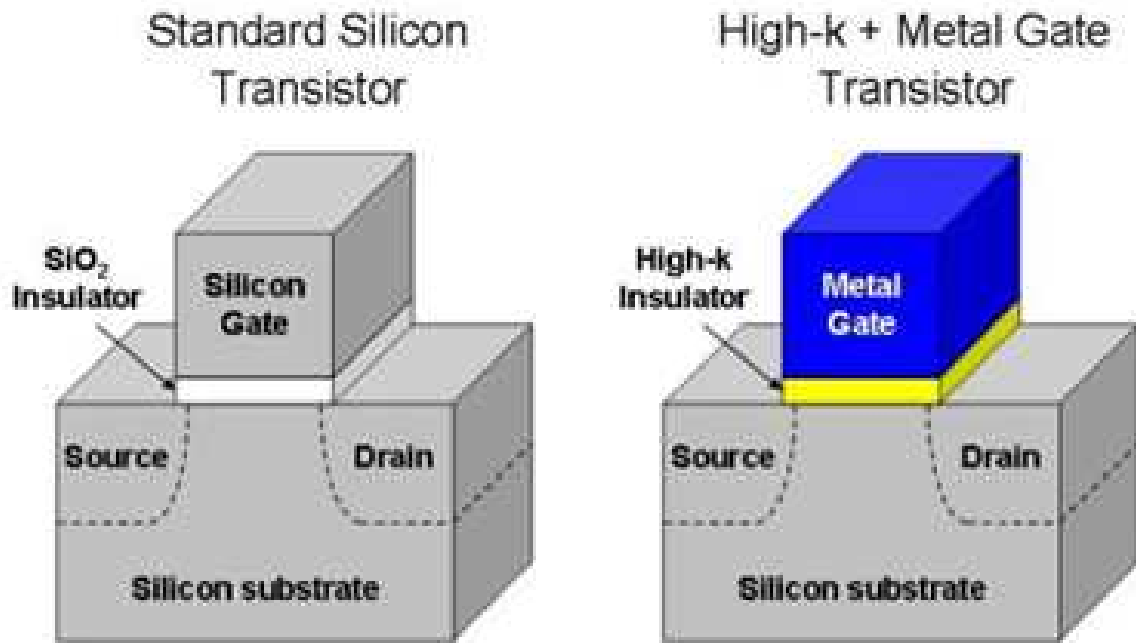 Standard Silicon
Transistor
SiO₂
Insulator
Silicon
Gate
Source
Drain
Silicon substrate
High-k + Metal Gate
Transistor
High-k
Insulator
Metal
Gate
Source
Drain
Silicon substrate